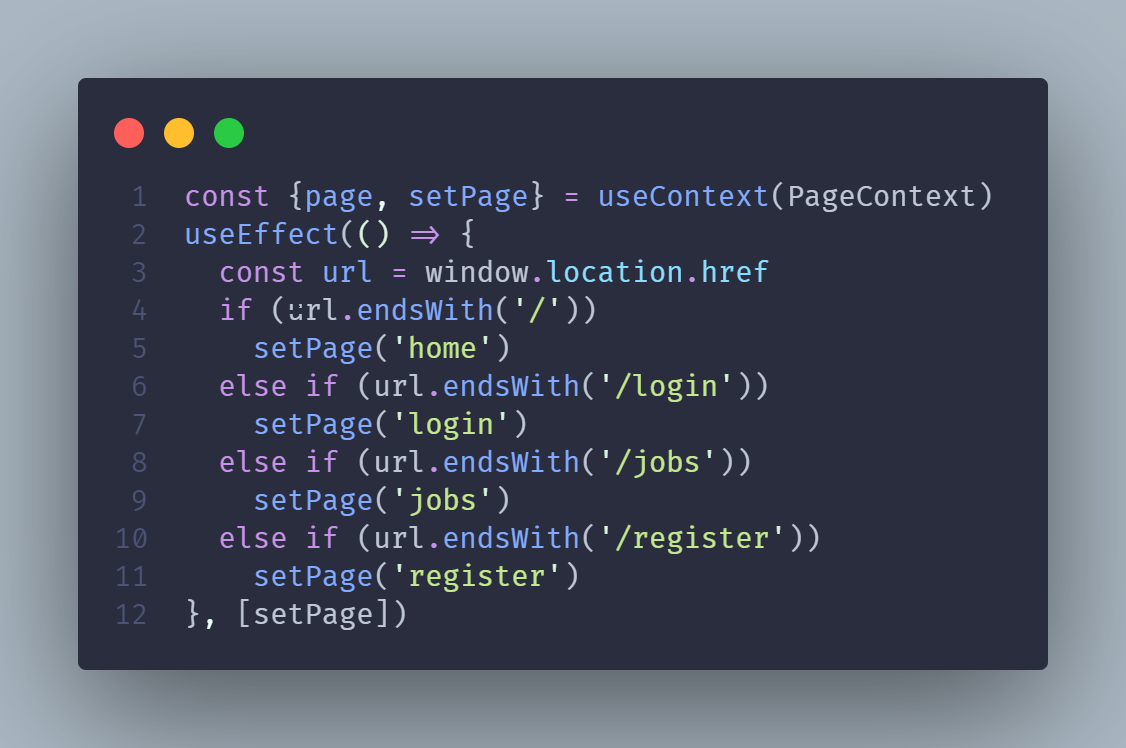 1 const {page, setPage} = useContext(PageContext)
2 useEffect(() => {
3   const url = window.location.href
4   if (url.endsWith('/'))
5     setPage('home')
6   else if (url.endsWith('/login'))
7     setPage('login')
8   else if (url.endsWith('/jobs'))
9     setPage('jobs')
10   else if (url.endsWith('/register'))
11     setPage('register')
12 }, [setPage])